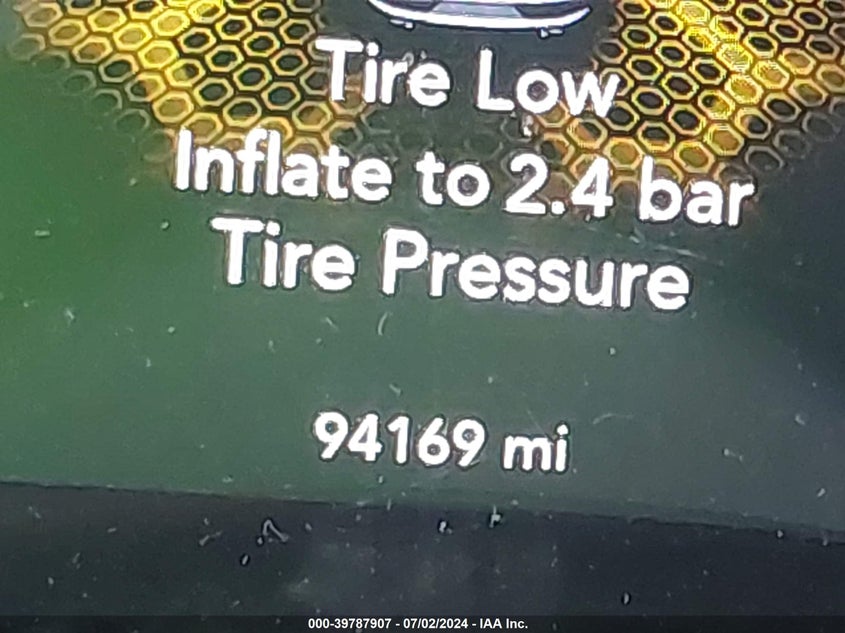 Tire Low
Inflate to 2.4 bar
Tire Pressure
94169 mi
000-39787907 - 07/02/2024 - IAA Inc.